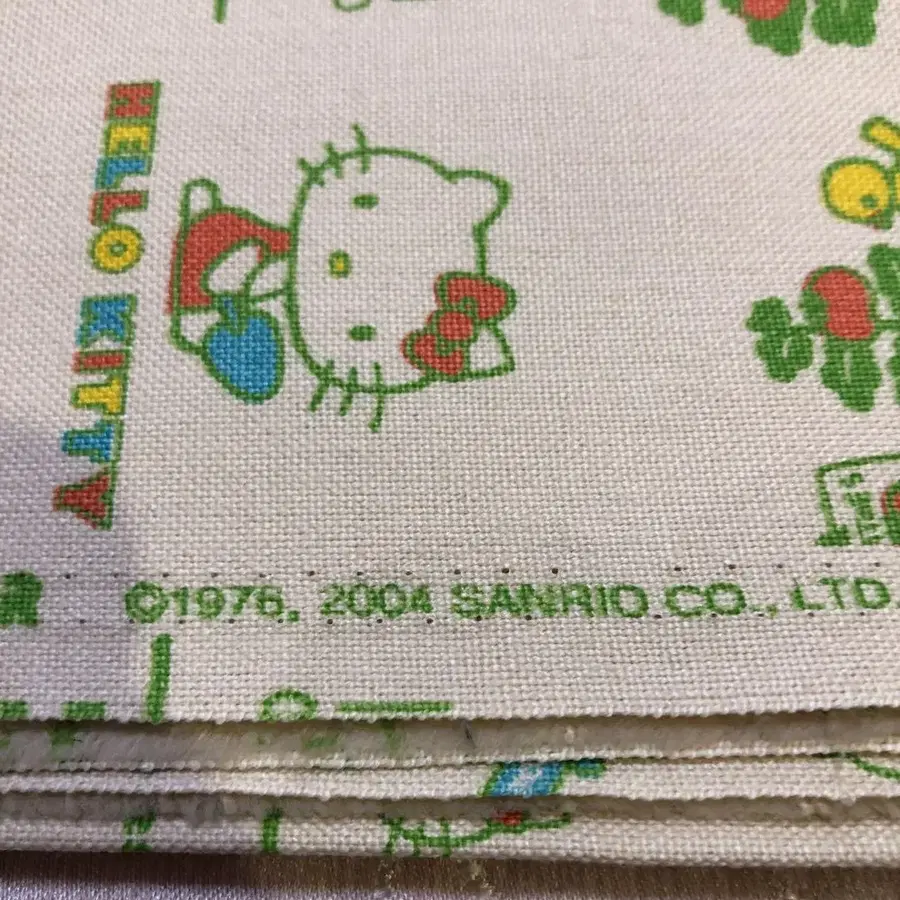 HELLO KITTY
©1976, 2004 SANRIO CO., LTD.